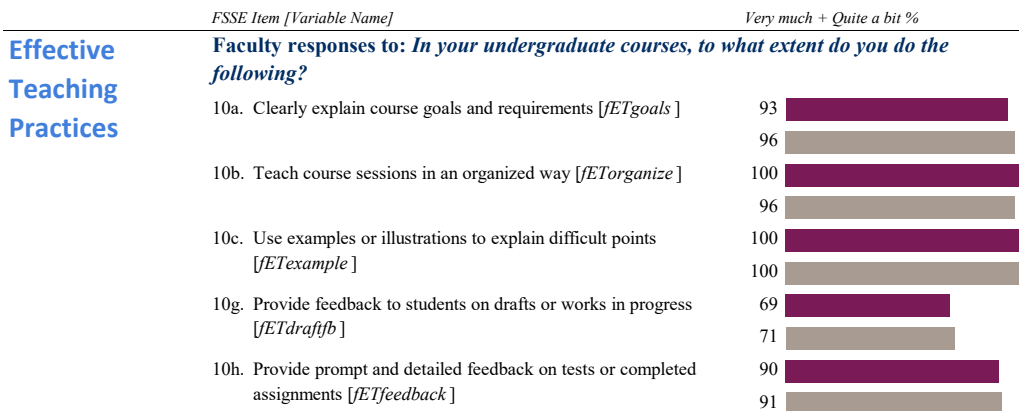 FSSE Item [Variable Name] Very much + Quite a bit %
Effective
Teaching
Practices
Faculty responses to: In your undergraduate courses, to what extent do you do the
following?
10a. Clearly explain course goals and requirements [fETgoals ] 93
96
10b. Teach course sessions in an organized way [fETorganize ] 100
96
10c. Use examples or illustrations to explain difficult points 100
[fETexample ]
100
10g. Provide feedback to students on drafts or works in progress 69
[fETdraftfb ]
71
10h. Provide prompt and detailed feedback on tests or completed 90
assignments [fETfeedback ]
91